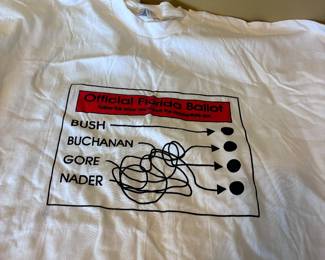 Official Florida Ballot
BUSH
BUCHANAN
GORE
NADER